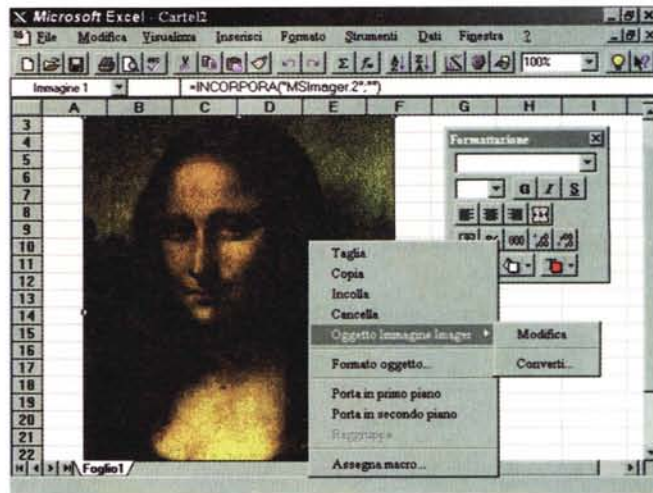 Microsoft Excel - Cartel2
File Modifica Visualizza Inserisci Formato Strumenti Dati Finestra ?
100%
Immagine 1 =INCORPORA("MSImager.2";"")
A B C D E F G H I
3
4
5
6
7
8
9
10
11
12
13
14
15
16
17
18
19
20
21
22
Formattazione
G I S
% 000
Taglia
Copia
Incolla
Cancella
Oggetto Immagine Imager
Modifica
Converti...
Formato oggetto...
Porta in primo piano
Porta in secondo piano
Raggruppa
Assegna macro...
Foglio1